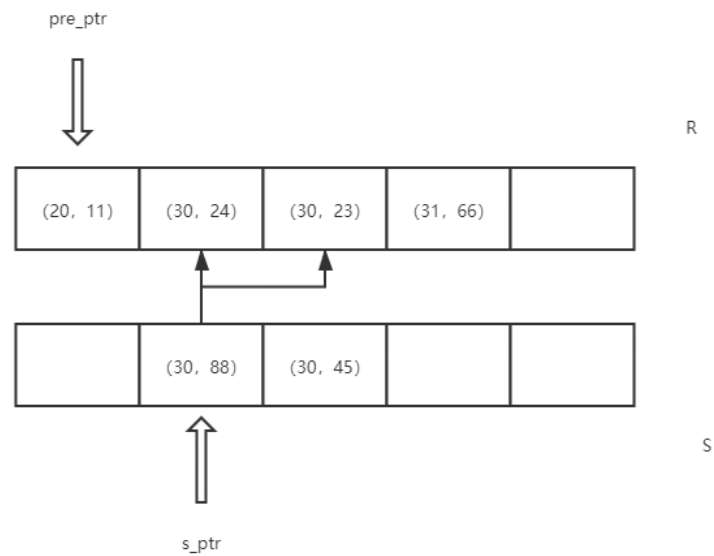 pre_ptr
R
(20, 11) (30, 24) (30, 23) (31, 66)
(30, 88) (30, 45)
S
s_ptr